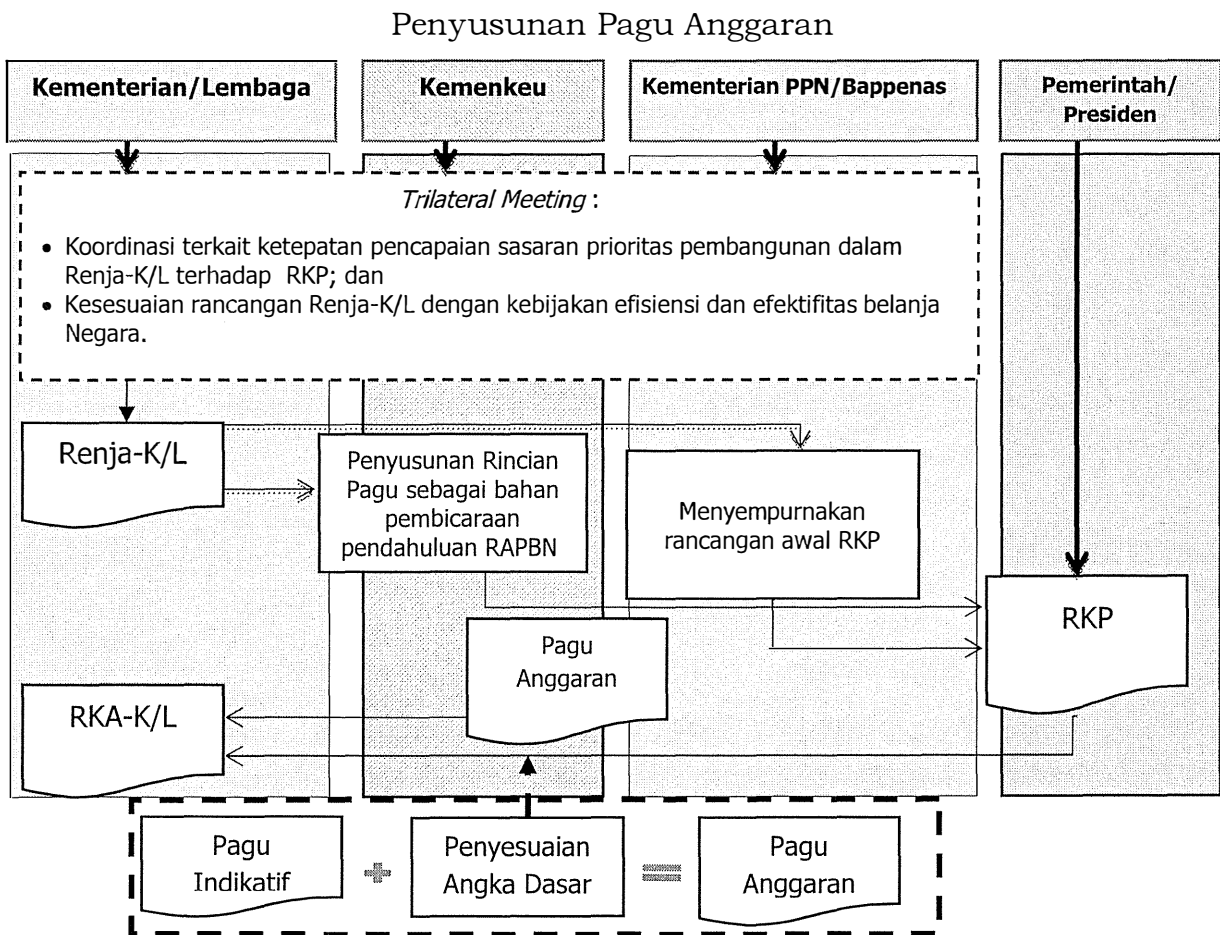 Penyusunan Pagu Anggaran
Kementerian/Lembaga
Kemenkeu
Kementerian PPN/Bappenas
Pemerintah/
Presiden
Trilateral Meeting :
• Koordinasi terkait ketepatan pencapaian sasaran prioritas pembangunan dalam
Renja-K/L terhadap RKP; dan
• Kesesuaian rancangan Renja-K/L dengan kebijakan efisiensi dan efektifitas belanja
Negara.
Renja-K/L
Penyusunan Rincian
Pagu sebagai bahan
pembicaraan
pendahuluan RAPBN
Menyempurnakan
rancangan awal RKP
RKP
Pagu
Anggaran
RKA-K/L
Pagu
Indikatif
+
Penyesuaian
Angka Dasar
=
Pagu
Anggaran